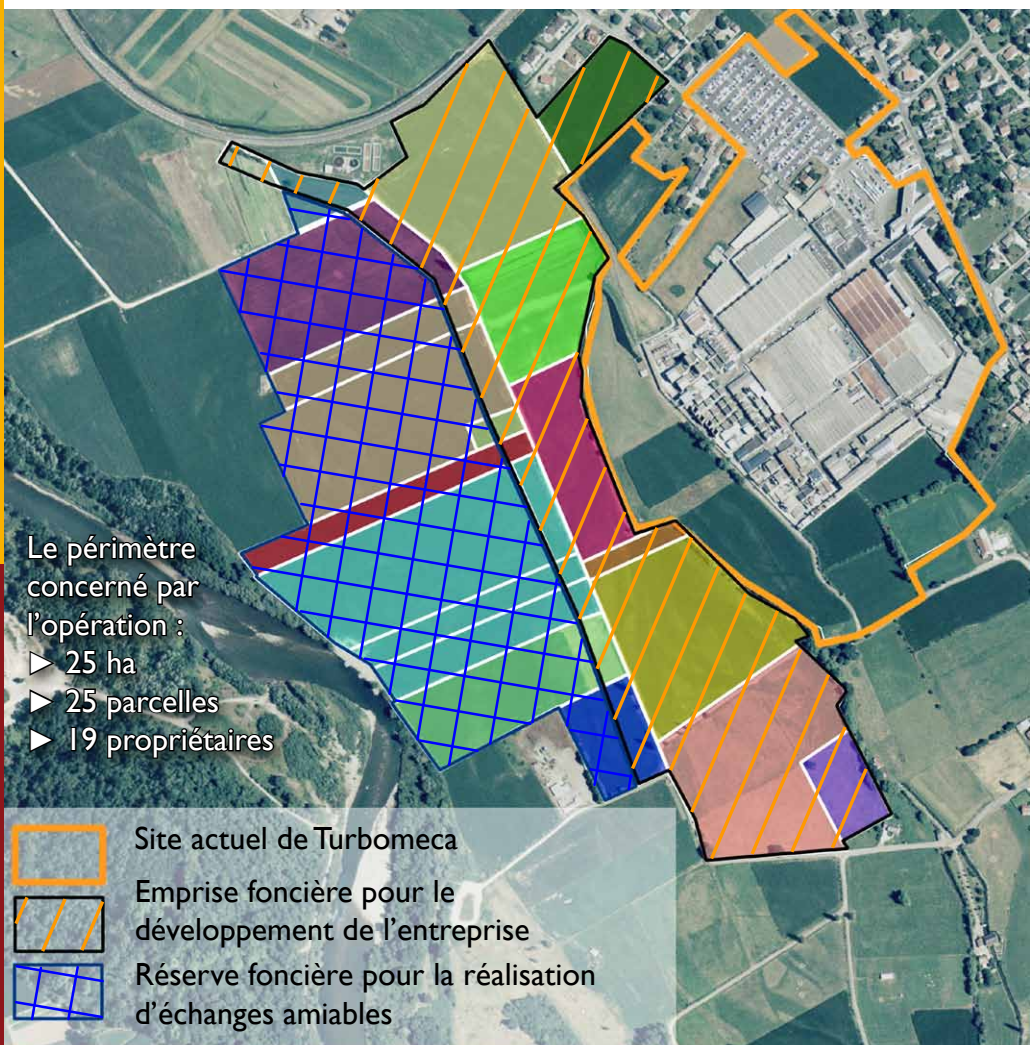 Le périmètre
concerné par
l'opération :
► 25 ha
► 25 parcelles
► 19 propriétaires
Site actuel de Turbomeca
Emprise foncière pour le
développement de l'entreprise
Réserve foncière pour la réalisation
d'échanges amiables